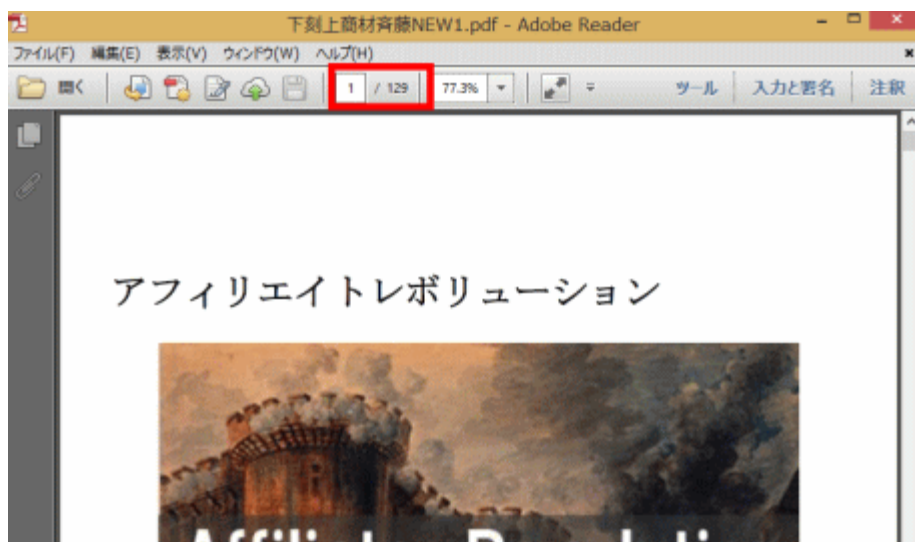 下刻上商材斉藤NEW1.pdf - Adobe Reader
ファイル(F) 編集(E) 表示(V) ウィンドウ(W) ヘルプ(H)
開く 1 / 129 77.3% ツール 入力と署名 注釈
アフィリエイトレボリューション